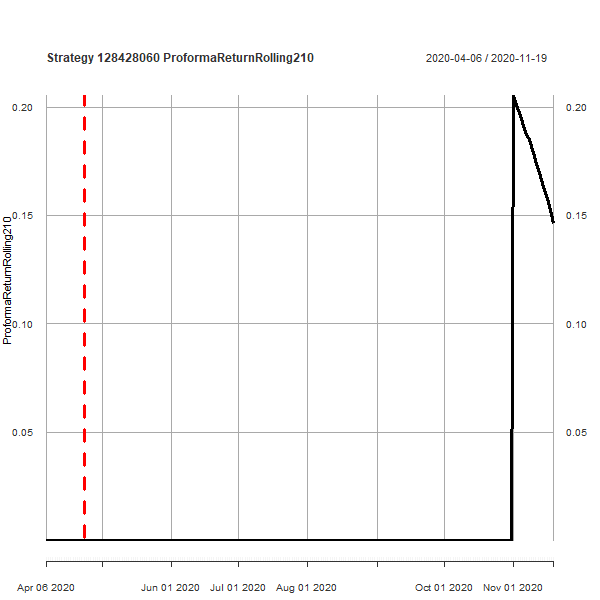 Strategy 128428060 ProformaReturnRolling210
2020-04-06 / 2020-11-19
ProformaReturnRolling210
0.20
0.15
0.10
0.05
0.20
0.15
0.10
0.05
Apr 06 2020
Jun 01 2020
Jul 01 2020
Aug 01 2020
Oct 01 2020
Nov 01 2020